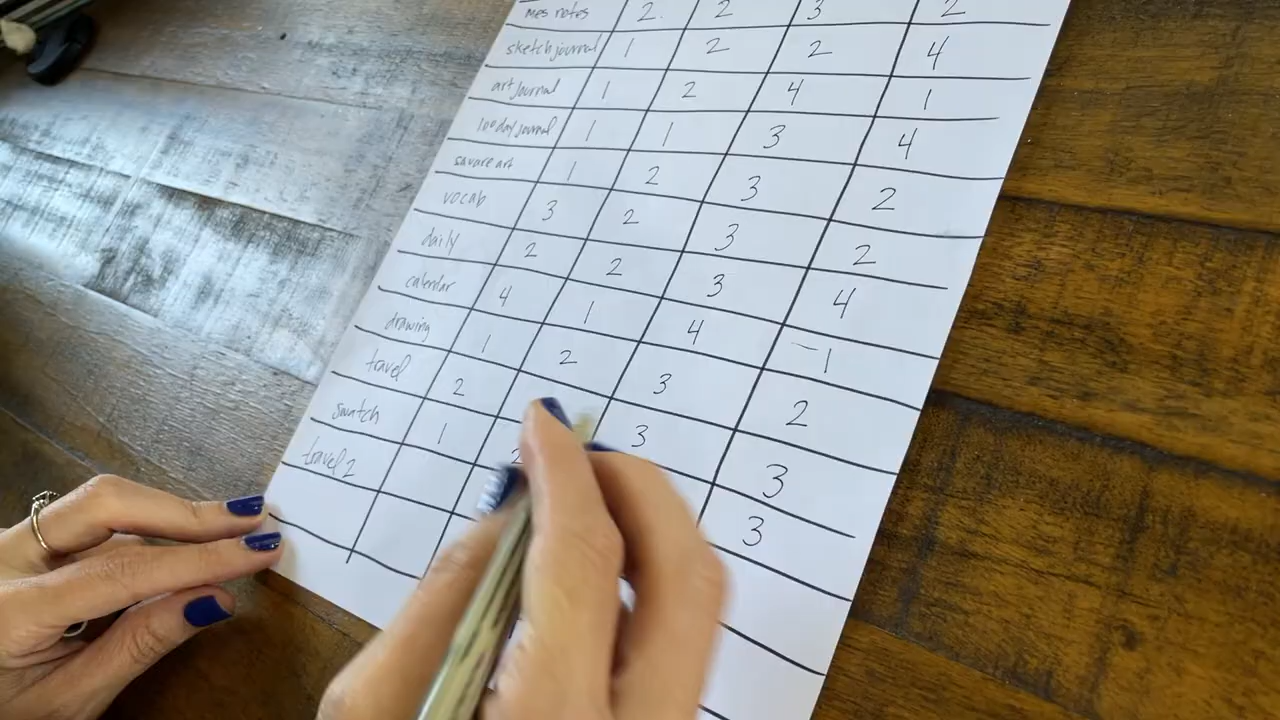 mes notes 2. 2 3 2
sketch journal 1 2 2 4
art journal 1 2 4 1
100 day journal 1 1 3 4
square art 1 2 3 2
vocab 3 2 3 2
daily 2 2 3 4
calendar 4 1 4 1
drawing 1 2 3 2
travel 2 3 3
swatch 1 2 3
travel 2